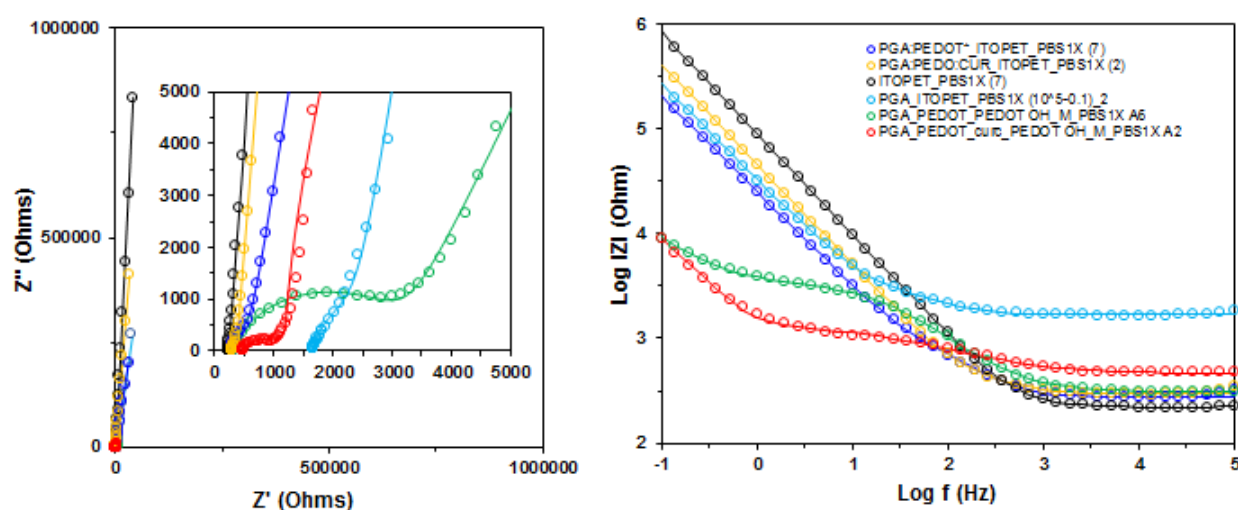 1000000
500000
0
Z'' (Ohms)
5000
4000
3000
2000
1000
0
0 1000 2000 3000 4000 5000
0 500000 1000000
Z' (Ohms)
6
5
4
3
2
Log IZI (Ohm)
PGA:PEDOT*_ITOPET_PBS1X (7)
PGA:PEDO:CUR_ITOPET_PBS1X (2)
ITOPET_PBS1X (7)
PGA_ITOPET_PBS1X (10^5-0.1)_2
PGA_PEDOT_PEDOT OH_M_PBS1X A6
PGA_PEDOT_curc_PEDOT OH_M_PBS1X A2
-1 0 1 2 3 4 5
Log f (Hz)